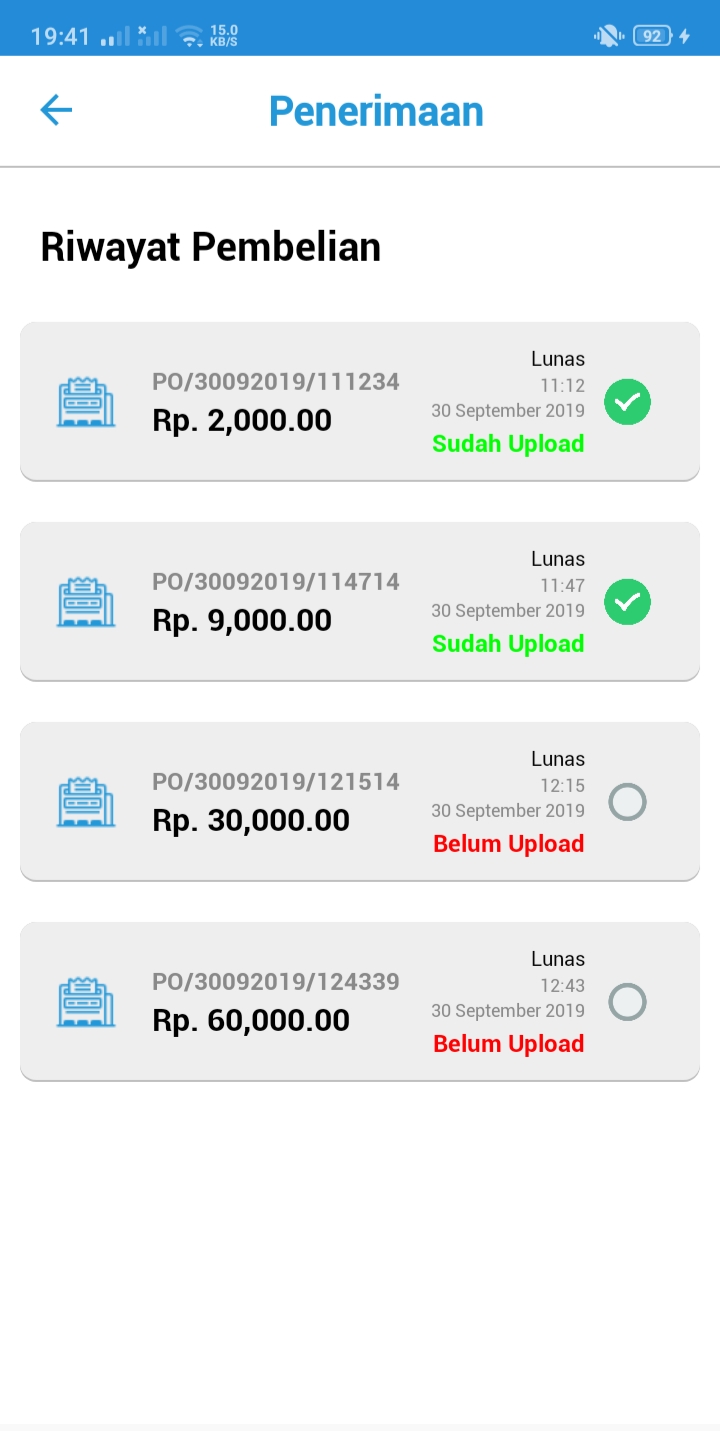 19:41 15.0 KB/S 92
Penerimaan
Riwayat Pembelian
Lunas
PO/30092019/111234
11:12
Rp. 2,000.00
30 September 2019
Sudah Upload
Lunas
PO/30092019/114714
11:47
Rp. 9,000.00
30 September 2019
Sudah Upload
Lunas
PO/30092019/121514
12:15
Rp. 30,000.00
30 September 2019
Belum Upload
Lunas
PO/30092019/124339
12:43
Rp. 60,000.00
30 September 2019
Belum Upload